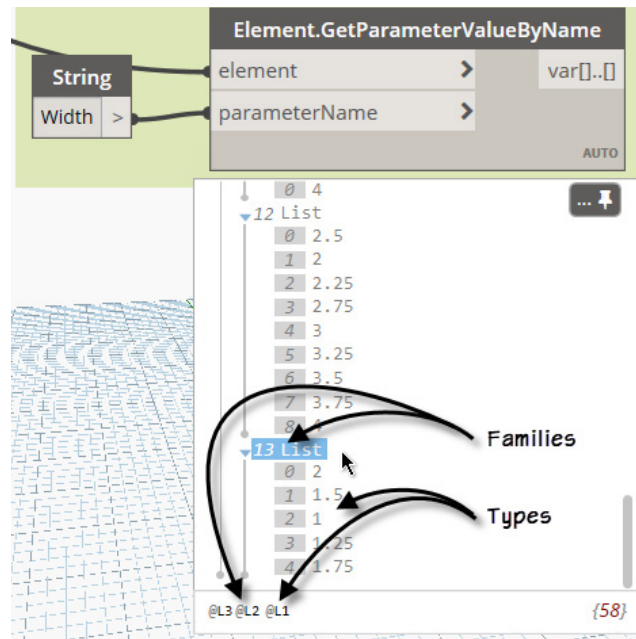 Element.GetParameterValueByName
String
element > var[]..[]
Width >
parameterName >
AUTO
0 4
...
12 List
0 2.5
1 2
2 2.25
3 2.75
4 3
5 3.25
6 3.5
7 3.75
8 4
Families
13 List
0 2
1 1.5
2 1
Types
3 1.25
4 1.75
@L3 @L2 @L1 {58}